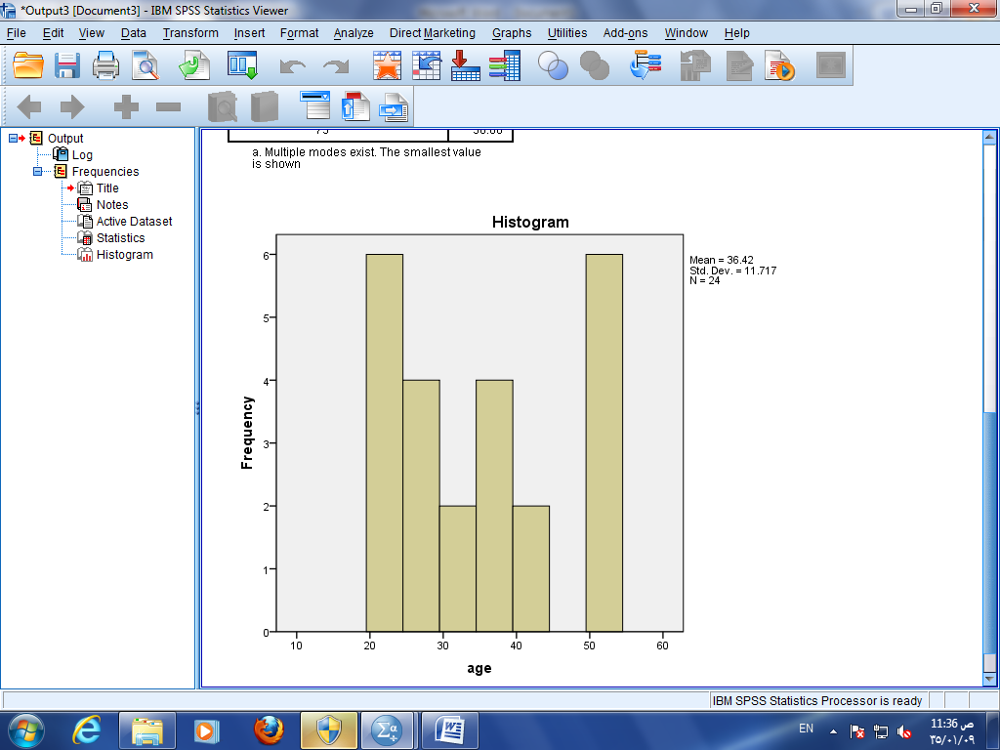 *Output3 [Document3] - IBM SPSS Statistics Viewer
File Edit View Data Transform Insert Format Analyze Direct Marketing Graphs Utilities Add-ons Window Help
Output
Log
Frequencies
Title
Notes
Active Dataset
Statistics
Histogram
a. Multiple modes exist. The smallest value
is shown
Histogram
Mean = 36.42
Std. Dev. = 11.717
N = 24
Frequency
6
5
4
3
2
1
0
10 20 30 40 50 60
age
IBM SPSS Statistics Processor is ready
EN
11:36 ص
٣٥/٠١/٠٩